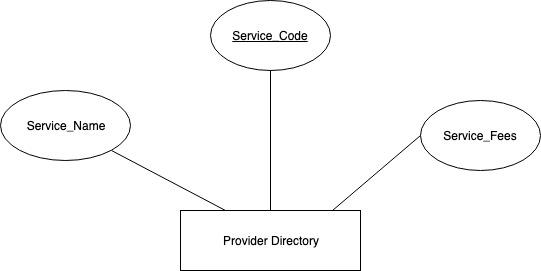 Service_Code
Service_Name
Service_Fees
Provider Directory